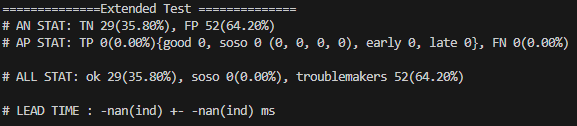 ==============Extended Test ==============
# AN STAT: TN 29(35.80%), FP 52(64.20%)
# AP STAT: TP 0(0.00%){good 0, soso 0 (0, 0, 0, 0), early 0, late 0}, FN 0(0.00%)
# ALL STAT: ok 29(35.80%), soso 0(0.00%), troublemakers 52(64.20%)
# LEAD TIME : -nan(ind) +- -nan(ind) ms